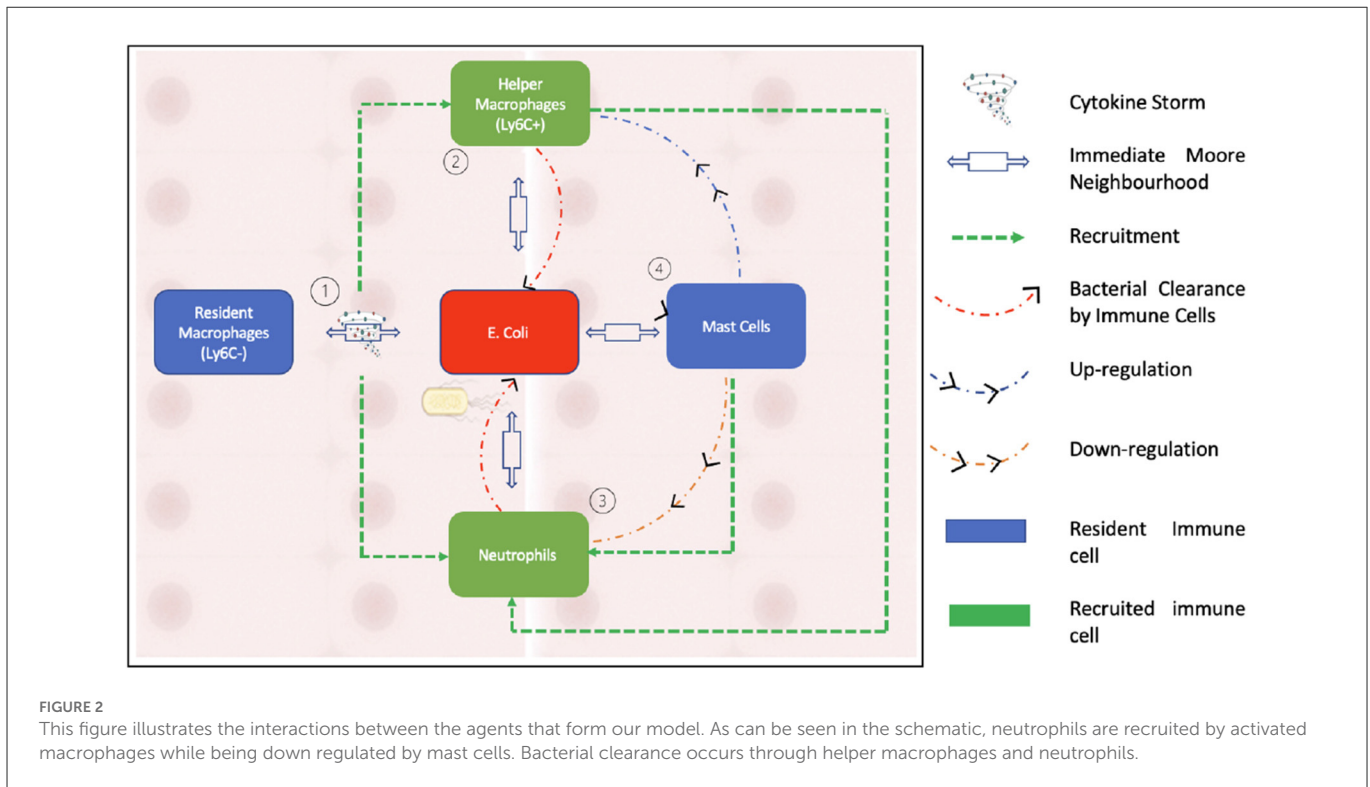 Helper
Macrophages
(Ly6C+)
2
1
4
Resident
Macrophages
(Ly6C-)
E. Coli
Mast Cells
3
Neutrophils
Cytokine Storm
Immediate Moore
Neighbourhood
Recruitment
Bacterial Clearance
by Immune Cells
Up-regulation
Down-regulation
Resident Immune
cell
Recruited immune
cell
FIGURE 2
This figure illustrates the interactions between the agents that form our model. As can be seen in the schematic, neutrophils are recruited by activated
macrophages while being down regulated by mast cells. Bacterial clearance occurs through helper macrophages and neutrophils.